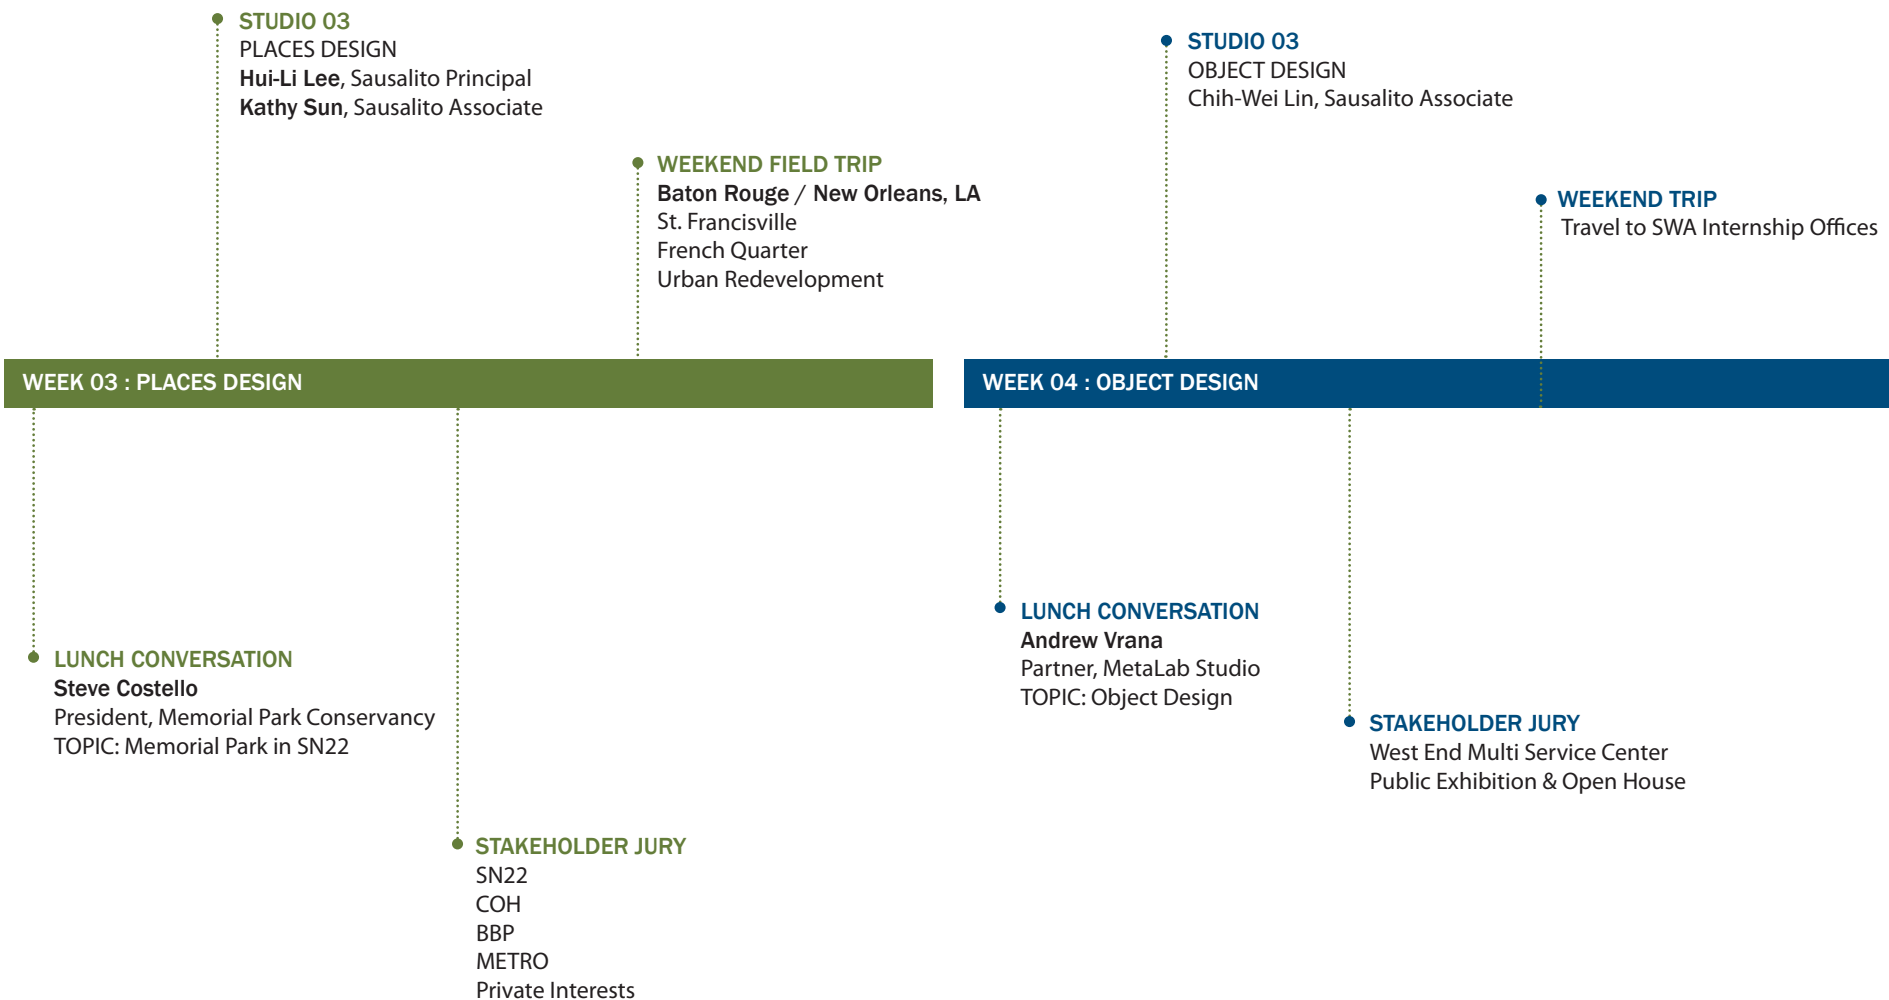 STUDIO 03
PLACES DESIGN
Hui-Li Lee, Sausalito Principal
Kathy Sun, Sausalito Associate
WEEKEND FIELD TRIP
Baton Rouge / New Orleans, LA
St. Francisville
French Quarter
Urban Redevelopment
STUDIO 03
OBJECT DESIGN
Chih-Wei Lin, Sausalito Associate
WEEKEND TRIP
Travel to SWA Internship Offices
WEEK 03 : PLACES DESIGN
WEEK 04 : OBJECT DESIGN
LUNCH CONVERSATION
Steve Costello
President, Memorial Park Conservancy
TOPIC: Memorial Park in SN22
STAKEHOLDER JURY
SN22
COH
BBP
METRO
Private Interests
LUNCH CONVERSATION
Andrew Vrana
Partner, MetaLab Studio
TOPIC: Object Design
STAKEHOLDER JURY
West End Multi Service Center
Public Exhibition & Open House